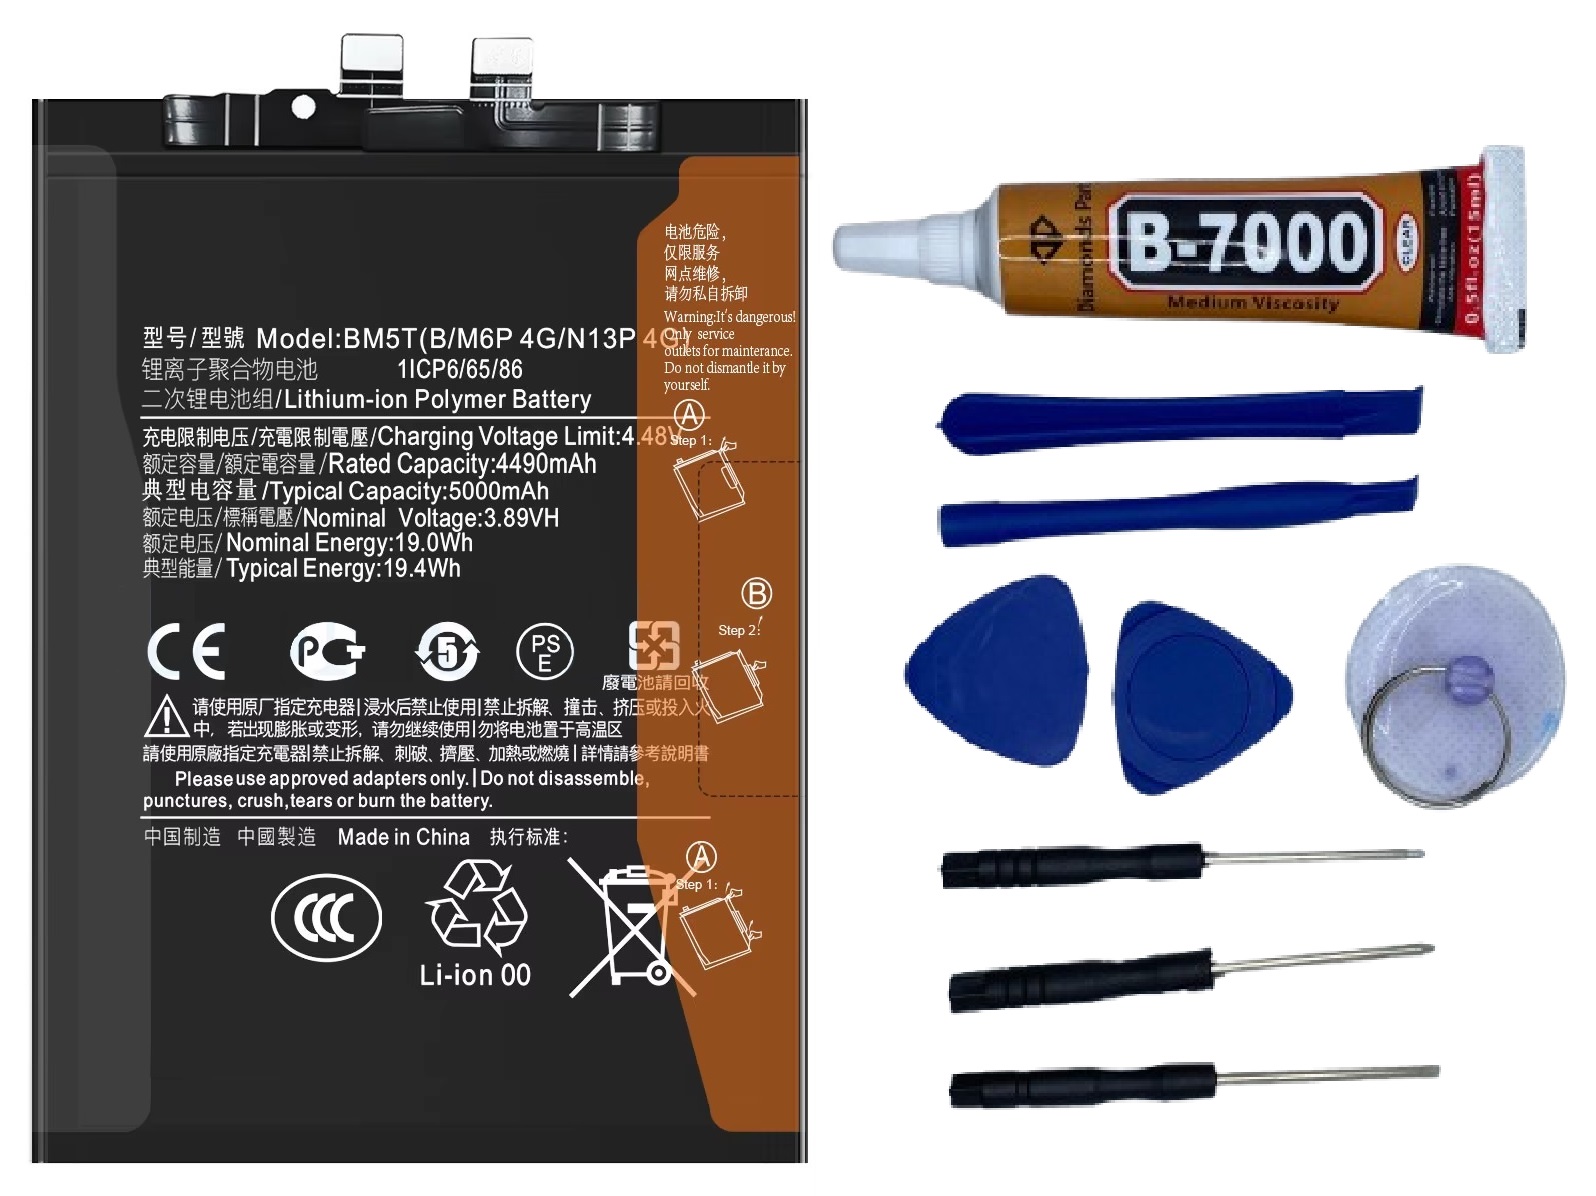 电池危险，
仅限服务
网点维修，
请勿私自拆卸
Warning:It's dangerous!
Only service
outlets for mainterance.
Do not dismantle it by
yourself.
型号/型號 Model:BM5T(B/M6P 4G/N13P 4G)
锂离子聚合物电池 1ICP6/65/86
二次锂电池组/Lithium-ion Polymer Battery
充电限制电压/充電限制電壓/Charging Voltage Limit:4.48V
额定容量/額定電容量/Rated Capacity:4490mAh
典型电容量/Typical Capacity:5000mAh
额定电压/標稱電壓/Nominal Voltage:3.89VH
额定电压/Nominal Energy:19.0Wh
典型能量/Typical Energy:19.4Wh
A
Step 1:
B
Step 2:
CE PG 5 PS
E
廢電池請回收
请使用原厂指定充电器|浸水后禁止使用|禁止拆解、撞击、挤压或投入火
中，若出现膨胀或变形，请勿继续使用|勿将电池置于高温区
請使用原廠指定充電器|禁止拆解、刺破、擠壓、加熱或燃燒|詳情請參考說明書
Please use approved adapters only.|Do not disassemble,
punctures, crush,tears or burn the battery.
中国制造 中國製造 Made in China 执行标准：
A
Step 1:
CCC
Li-ion 00
Diamonds Part
B-7000
CLEAR
Medium Viscosity
0.5fl.oz(15ml)